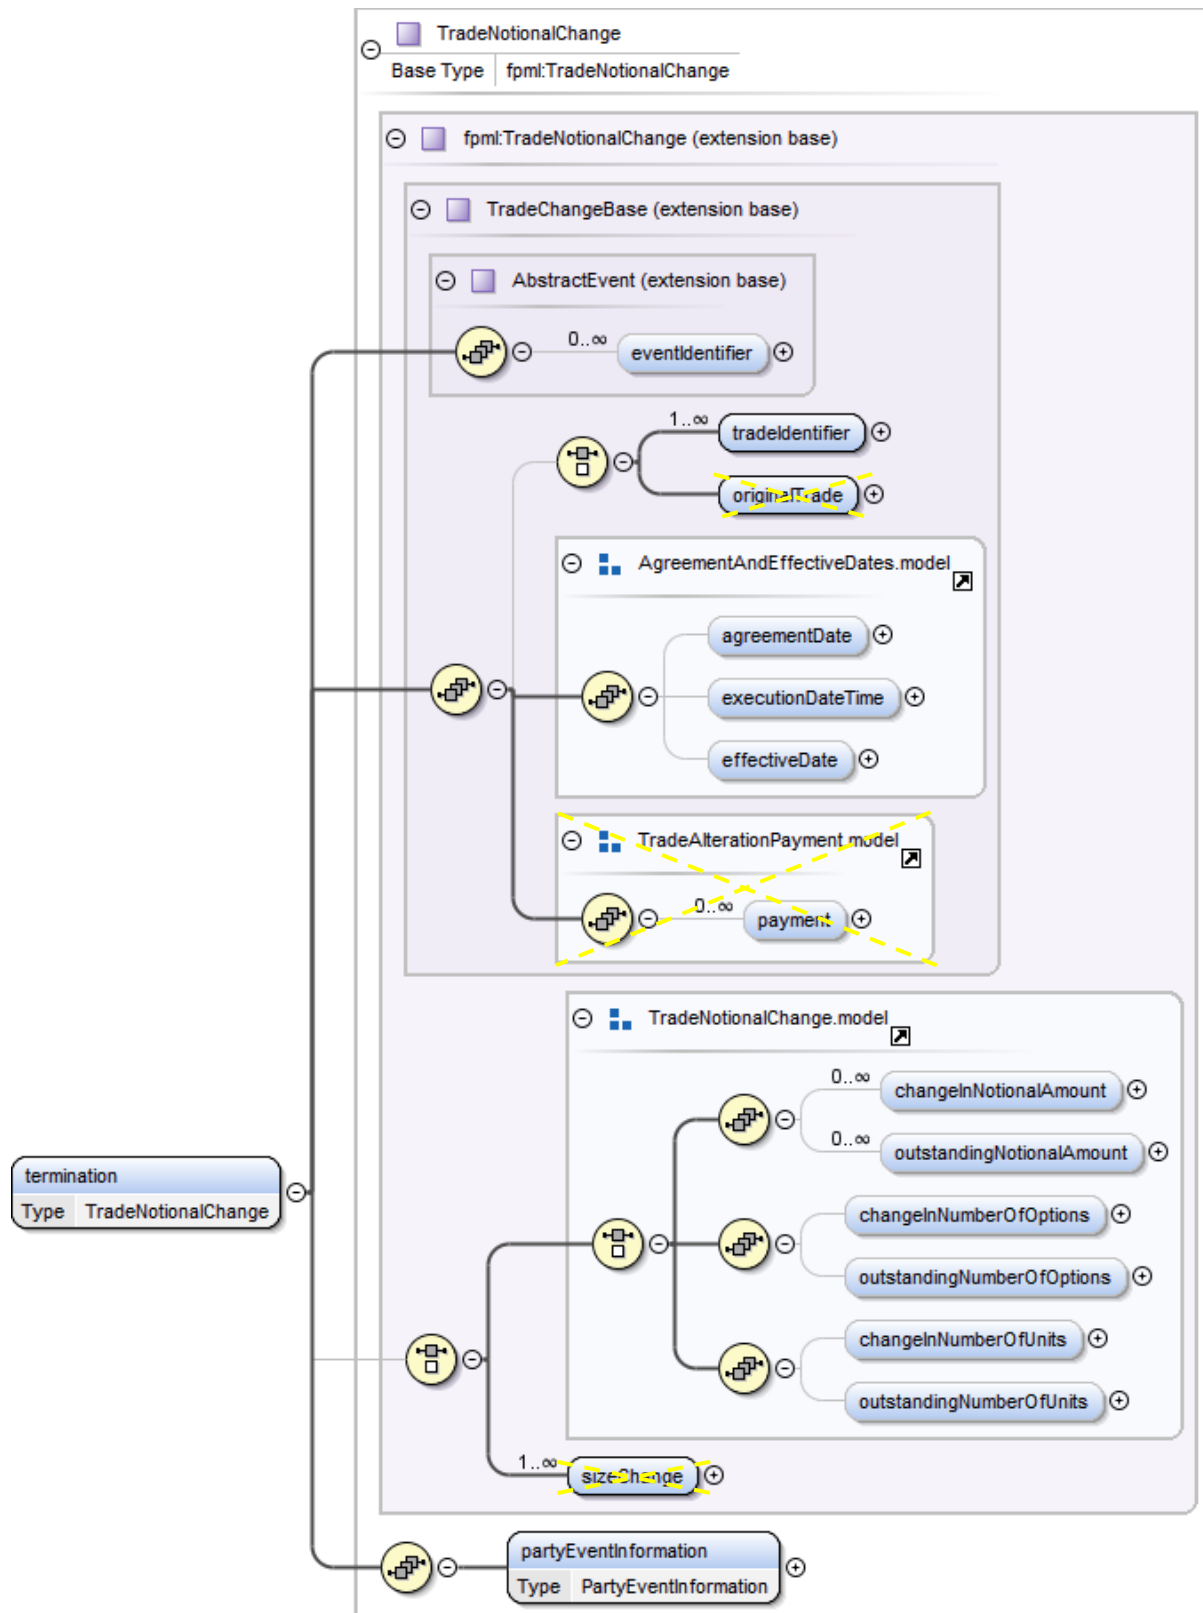 TradeNotionalChange
Base Type fpml:TradeNotionalChange
fpml:TradeNotionalChange (extension base)
TradeChangeBase (extension base)
AbstractEvent (extension base)
0..∞
eventIdentifier
1..∞
tradeIdentifier
originalTrade
AgreementAndEffectiveDates.model
agreementDate
executionDateTime
effectiveDate
TradeAlterationPayment.model
0..∞
payment
TradeNotionalChange.model
0..∞
changeInNotionalAmount
0..∞
outstandingNotionalAmount
termination
Type TradeNotionalChange
changeInNumberOfOptions
outstandingNumberOfOptions
changeInNumberOfUnits
outstandingNumberOfUnits
1..∞
sizeChange
partyEventInformation
Type PartyEventInformation